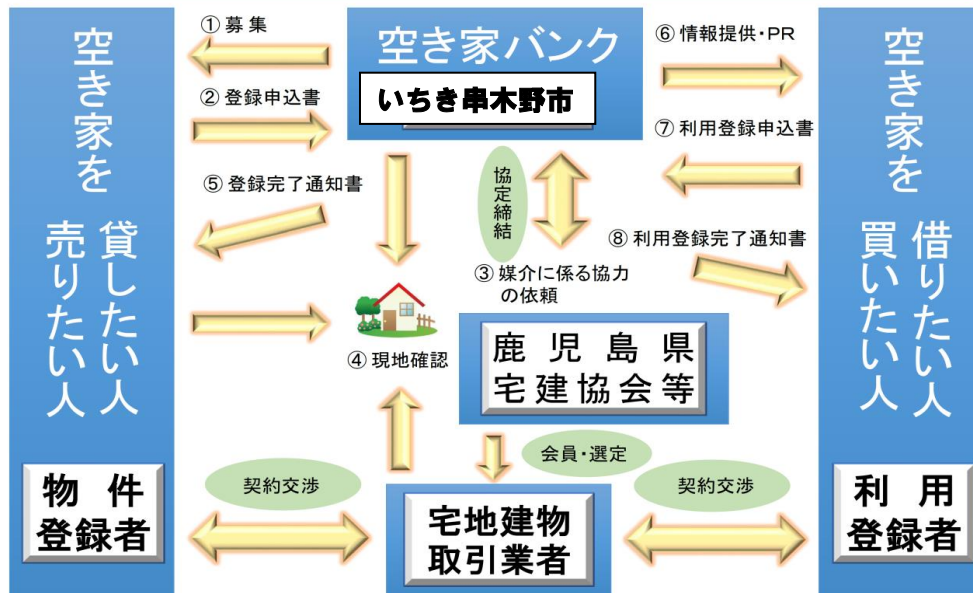 空き家を
貸したい人
売りたい人
物件
登録者
① 募集
② 登録申込書
⑤ 登録完了通知書
空き家バンク
いちき串木野市
協定締結
③ 媒介に係る協力
の依頼
④ 現地確認
鹿児島県
宅建協会等
会員・選定
契約交渉
宅地建物
取引業者
契約交渉
⑥ 情報提供・PR
⑦ 利用登録申込書
⑧ 利用登録完了通知書
空き家を
借りたい人
買いたい人
利用
登録者